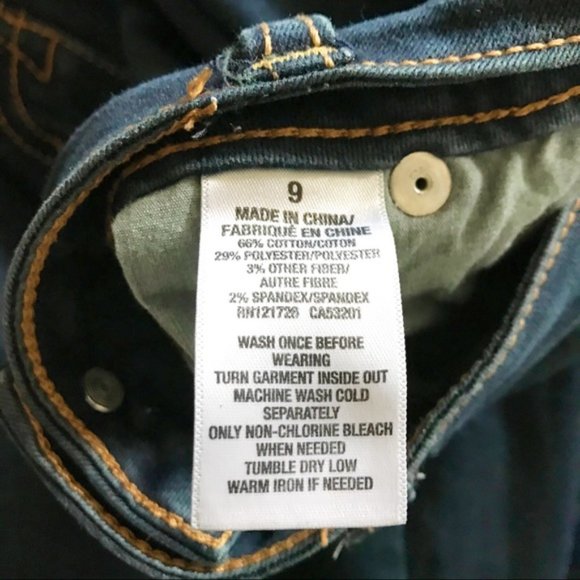 9
MADE IN CHINA/
FABRIQUÉ EN CHINE
66% COTTON/COTON
29% POLYESTER/POLYESTER
3% OTHER FIBER/
AUTRE FIBRE
2% SPANDEX/SPANDEX
RN121728 CA53201
WASH ONCE BEFORE
WEARING
TURN GARMENT INSIDE OUT
MACHINE WASH COLD
SEPARATELY
ONLY NON-CHLORINE BLEACH
WHEN NEEDED
TUMBLE DRY LOW
WARM IRON IF NEEDED